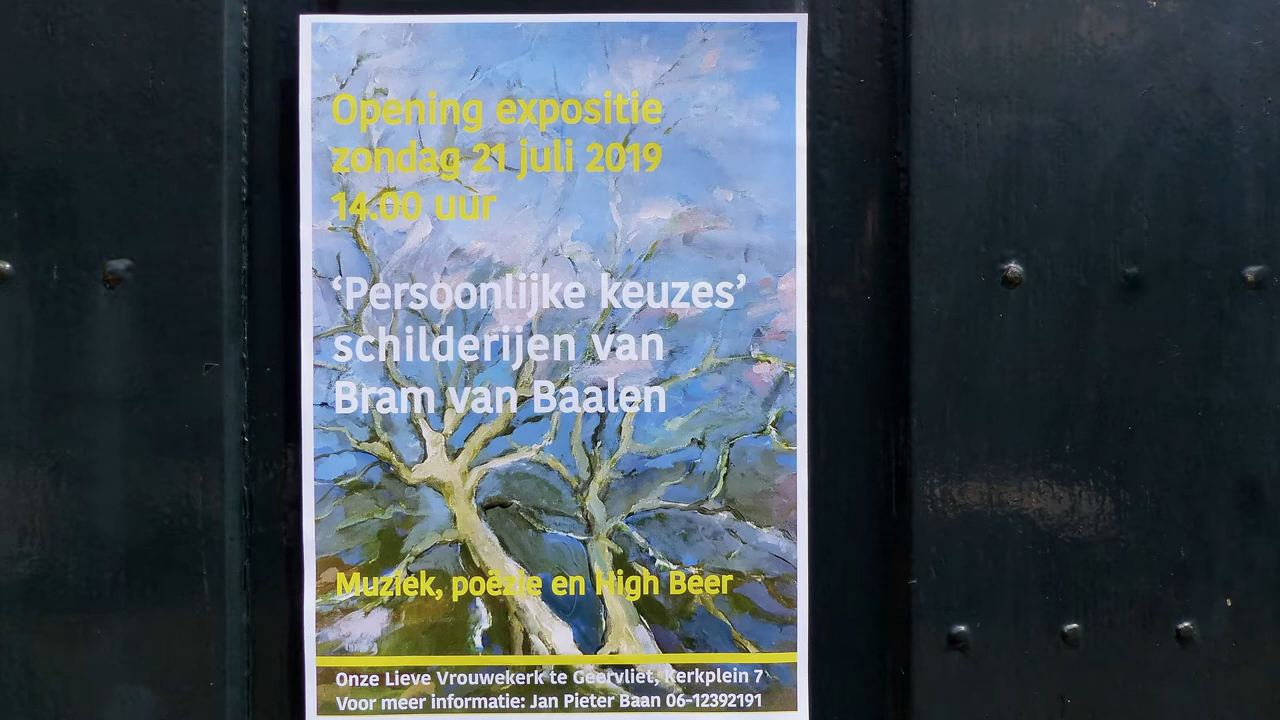 Opening expositie
zondag 21 juli 2019
14.00 uur
‘Persoonlijke keuzes’
schilderijen van
Bram van Baalen
Muziek, poëzie en High Beer
Onze Lieve Vrouwekerk te Geervliet, Kerkplein 7
Voor meer informatie: Jan Pieter Baan 06-12392191